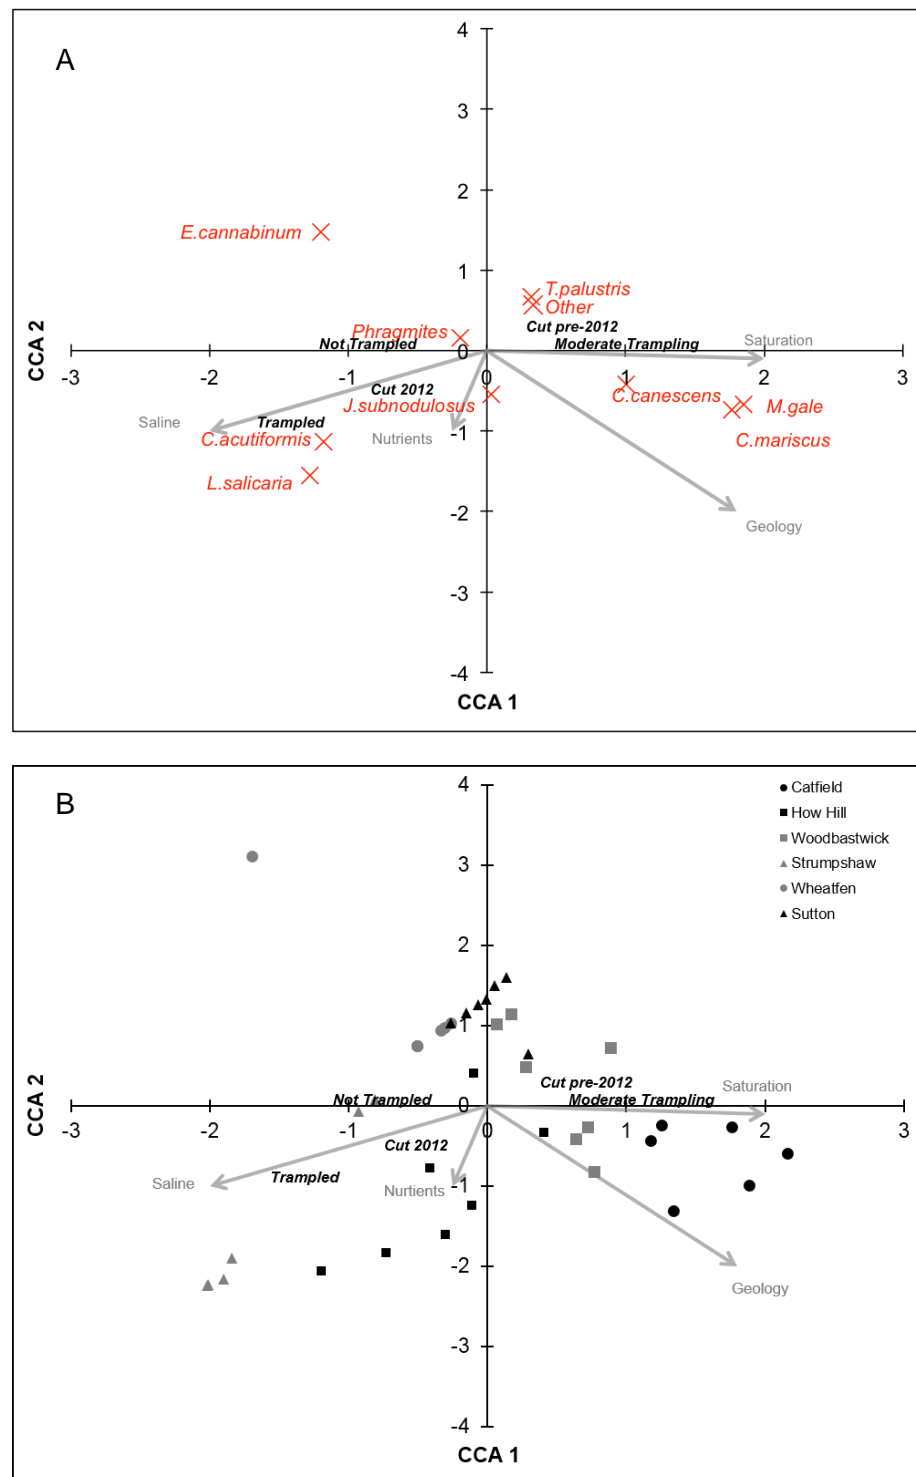 A
4
3
2
E.cannabinum
1
T.palustris
Other
CCA 2
Phragmites
Cut pre-2012
Not Trampled
Moderate Trampling
Saturation
0
-3
-2
-1
0
1
2
3
Cut 2012
C.canescens
J.subnodulosus
M.gale
Saline
Trampled
-1
C.acutiformis
Nutrients
C.mariscus
L.salicaria
-2
Geology
-3
-4
CCA 1
B
4
Catfield
How Hill
Woodbastwick
Strumpshaw
Wheatfen
Sutton
3
2
1
CCA 2
Cut pre-2012
Saturation
Not Trampled
Moderate Trampling
0
-3
-2
-1
0
1
2
3
Cut 2012
Saline
Trampled
Nurtients
-1
-2
Geology
-3
-4
CCA 1